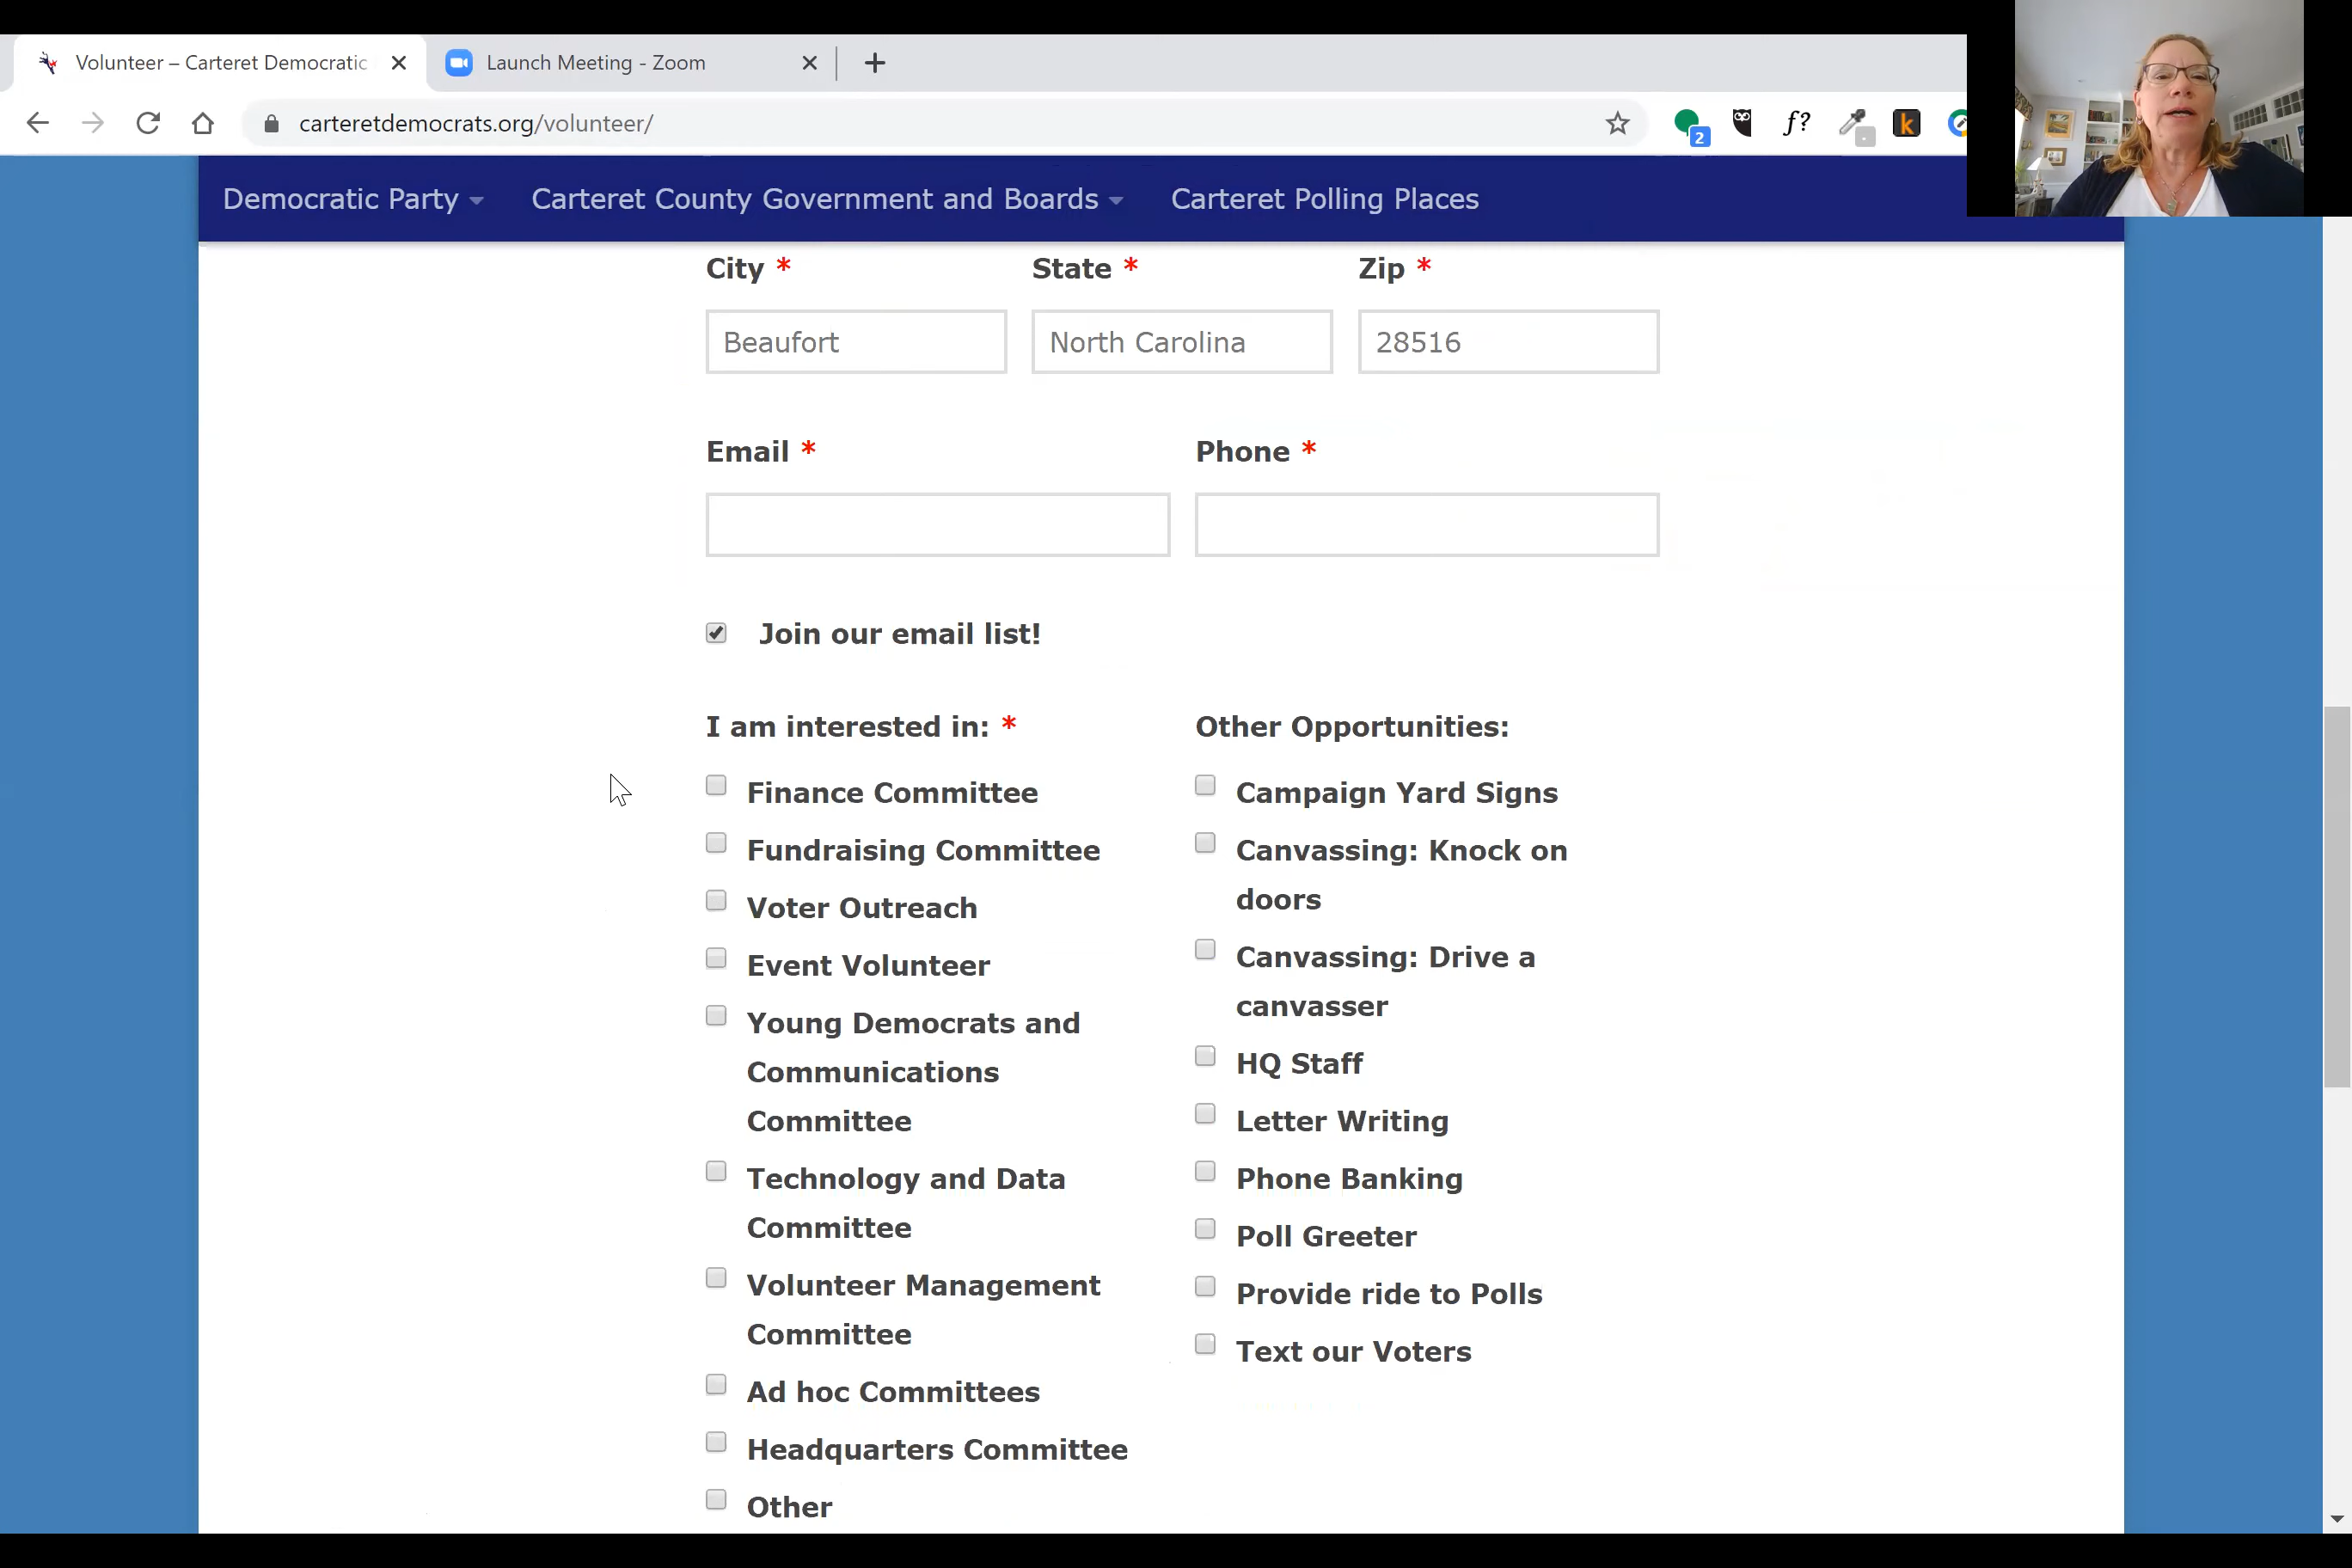 Volunteer – Carteret Democratic
Launch Meeting - Zoom
carteretdemocrats.org/volunteer/
2
f?
k
Democratic Party
Carteret County Government and Boards
Carteret Polling Places
City *
State *
Zip *
Beaufort
North Carolina
28516
Email *
Phone *
Join our email list!
I am interested in: *
Finance Committee
Fundraising Committee
Voter Outreach
Event Volunteer
Young Democrats and
Communications
Committee
Technology and Data
Committee
Volunteer Management
Committee
Ad hoc Committees
Headquarters Committee
Other
Other Opportunities:
Campaign Yard Signs
Canvassing: Knock on
doors
Canvassing: Drive a
canvasser
HQ Staff
Letter Writing
Phone Banking
Poll Greeter
Provide ride to Polls
Text our Voters